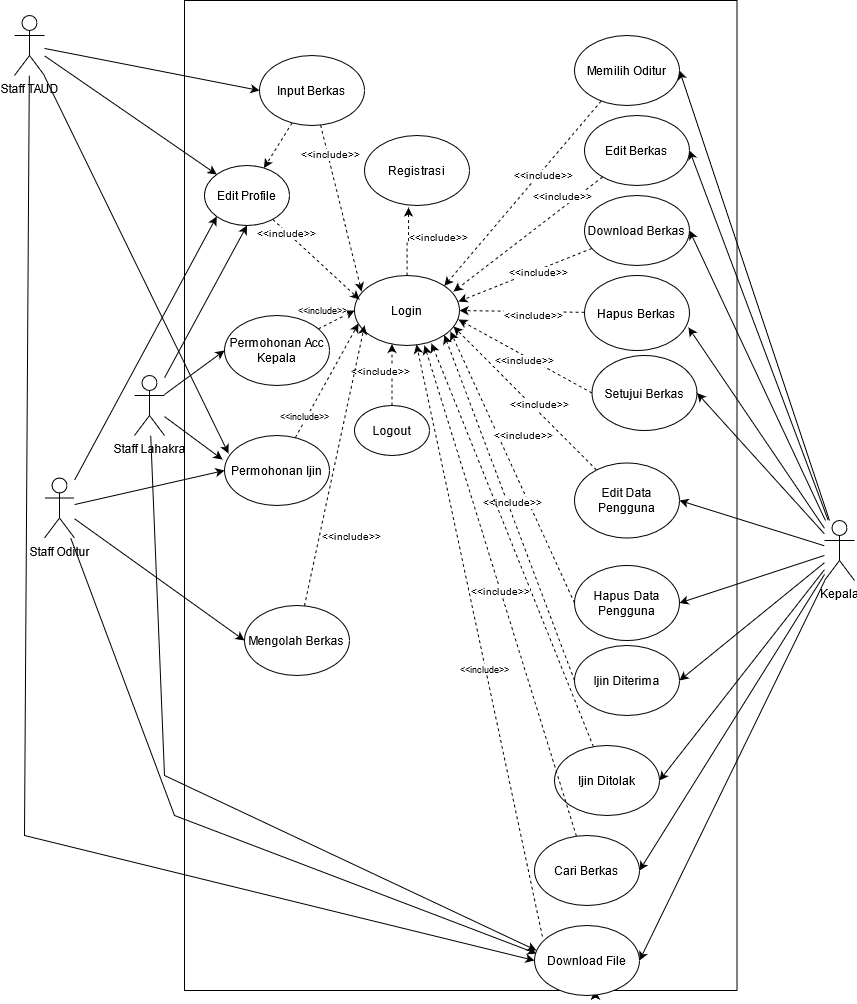 Staff TAUD
Input Berkas
Memilih Oditur
<<include>>
Registrasi
Edit Berkas
<<include>>
Edit Profile
<<include>>
<<include>>
<<include>>
Download Berkas
<<include>>
Login
<<include>>
<<include>>
Hapus Berkas
Permohonan Acc
Kepala
<<include>>
<<include>>
Setujui Berkas
<<include>>
<<include>>
Logout
<<include>>
Staff Lahakra
Permohonan Ijin
Edit Data
Pengguna
<<include>>
Staff Oditur
<<include>>
Kepala
<<include>>
Hapus Data
Pengguna
Mengolah Berkas
<<include>>
Ijin Diterima
Ijin Ditolak
Cari Berkas
Download File